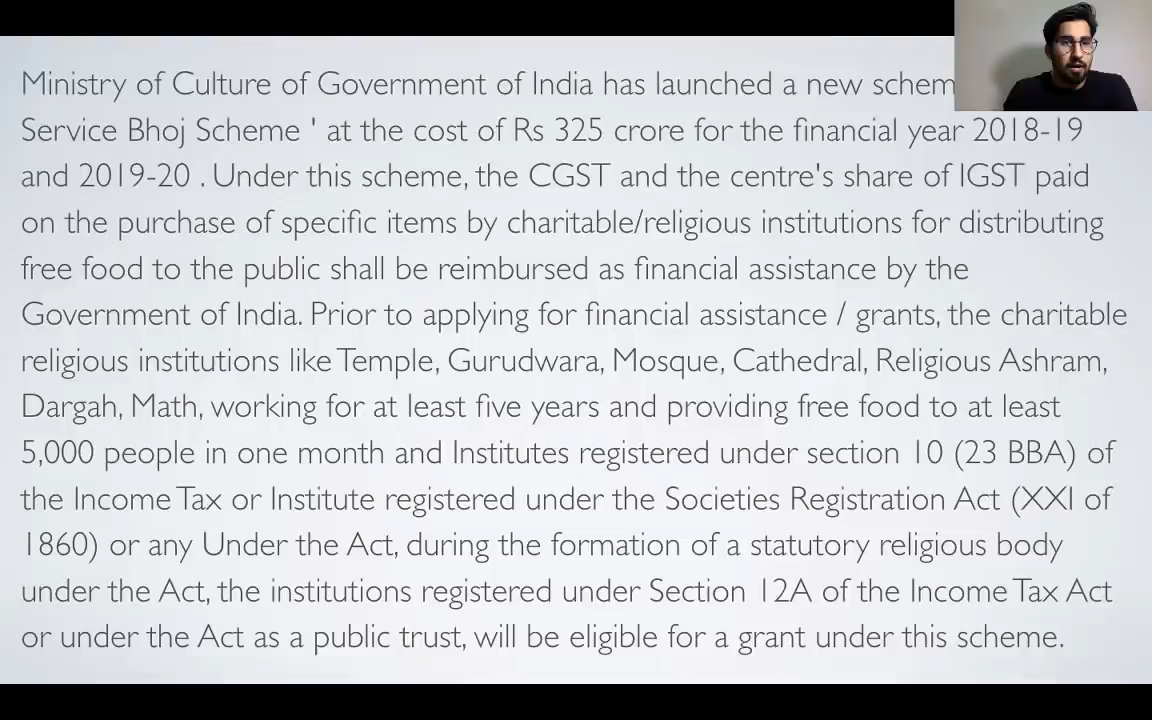 Ministry of Culture of Government of India has launched a new schem
Service Bhoj Scheme ' at the cost of Rs 325 crore for the financial year 2018-19
and 2019-20 . Under this scheme, the CGST and the centre's share of IGST paid
on the purchase of specific items by charitable/religious institutions for distributing
free food to the public shall be reimbursed as financial assistance by the
Government of India. Prior to applying for financial assistance / grants, the charitable
religious institutions like Temple, Gurudwara, Mosque, Cathedral, Religious Ashram,
Dargah, Math, working for at least five years and providing free food to at least
5,000 people in one month and Institutes registered under section 10 (23 BBA) of
the Income Tax or Institute registered under the Societies Registration Act (XXI of
1860) or any Under the Act, during the formation of a statutory religious body
under the Act, the institutions registered under Section 12A of the Income Tax Act
or under the Act as a public trust, will be eligible for a grant under this scheme.